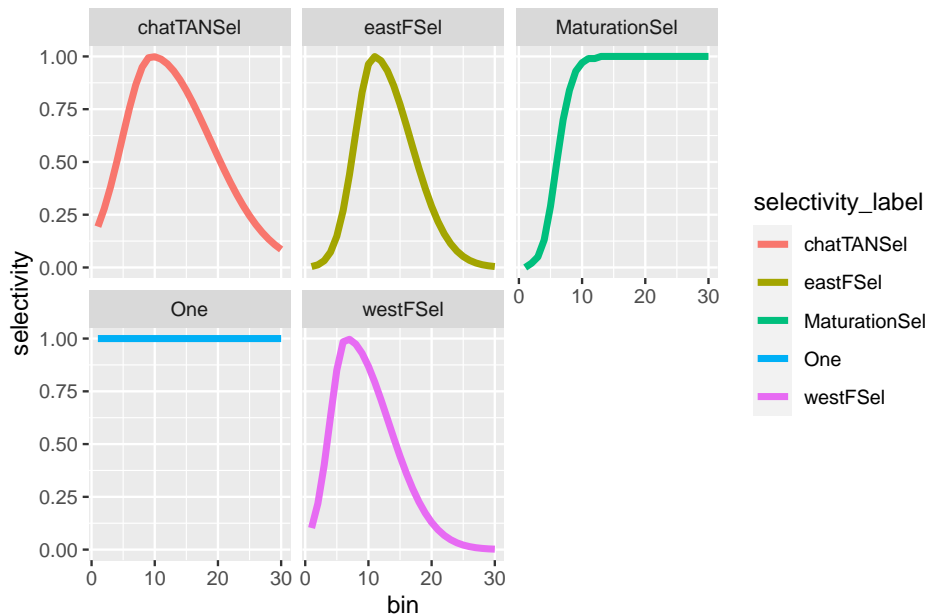 chatTANSel
eastFSel
MaturationSel
1.00
0.75
0.50
0.25
0.00
0
10
20
30
One
westFSel
1.00
0.75
0.50
0.25
0.00
0
10
20
30
0
10
20
30
selectivity
bin
selectivity_label
chatTANSel
eastFSel
MaturationSel
One
westFSel